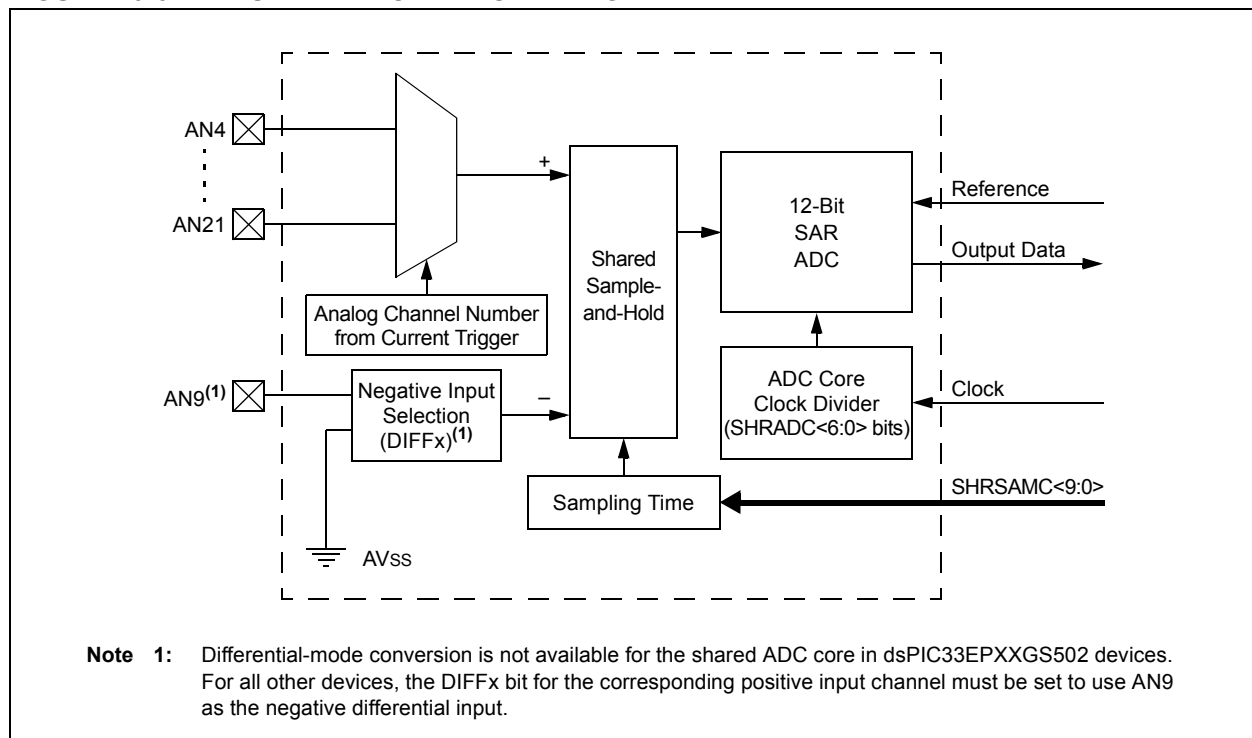 AN4
AN21
+
Analog Channel Number
from Current Trigger
AN9(1)
Negative Input
Selection
(DIFFx)(1)
–
AVSS
Shared
Sample-
and-Hold
Sampling Time
12-Bit
SAR
ADC
ADC Core
Clock Divider
(SHRADC<6:0> bits)
Reference
Output Data
Clock
SHRSAMC<9:0>
Note 1: Differential-mode conversion is not available for the shared ADC core in dsPIC33EPXXGS502 devices.
For all other devices, the DIFFx bit for the corresponding positive input channel must be set to use AN9
as the negative differential input.